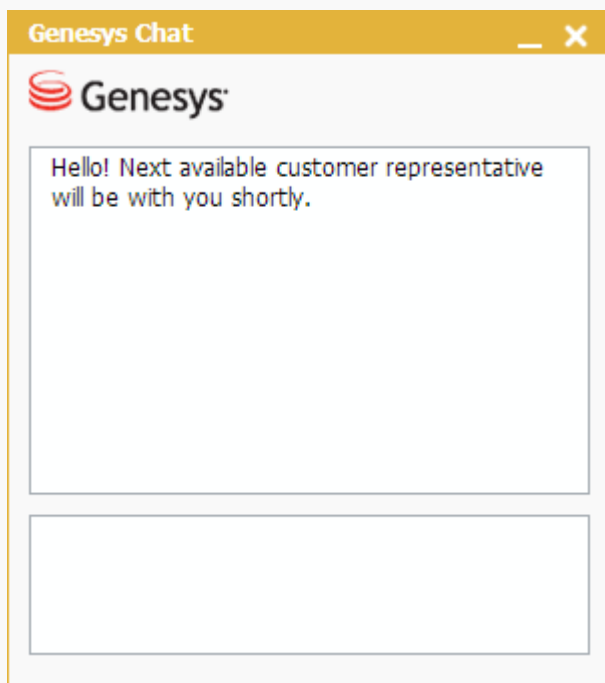 Genesys Chat
Genesys
Hello! Next available customer representative
will be with you shortly.